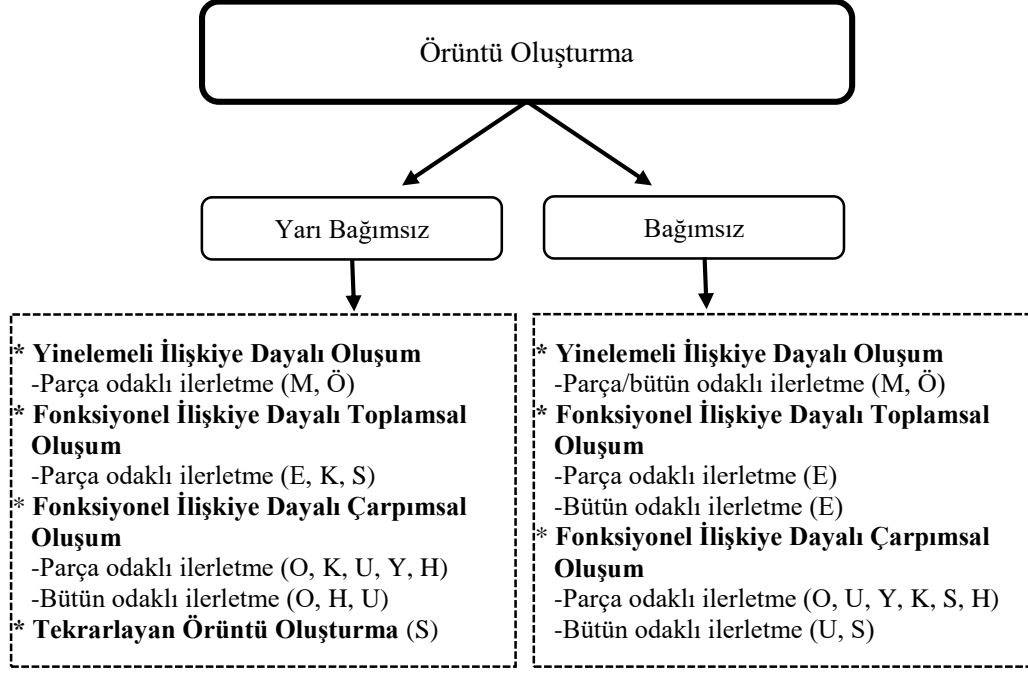 Örüntü Oluşturma
Yarı Bağımsız
Bağımsız
* Yinelemeli İlişkiye Dayalı Oluşum
-Parça odaklı ilerletme (M, Ö)
* Fonksiyonel İlişkiye Dayalı Toplamsal
Oluşum
-Parça odaklı ilerletme (E, K, S)
* Fonksiyonel İlişkiye Dayalı Çarpımsal
Oluşum
-Parça odaklı ilerletme (O, K, U, Y, H)
-Bütün odaklı ilerletme (O, H, U)
* Tekrarlayan Örüntü Oluşturma (S)
* Yinelemeli İlişkiye Dayalı Oluşum
-Parça/bütün odaklı ilerletme (M, Ö)
* Fonksiyonel İlişkiye Dayalı Toplamsal
Oluşum
-Parça odaklı ilerletme (E)
-Bütün odaklı ilerletme (E)
* Fonksiyonel İlişkiye Dayalı Çarpımsal
Oluşum
-Parça odaklı ilerletme (O, U, Y, K, S, H)
-Bütün odaklı ilerletme (U, S)